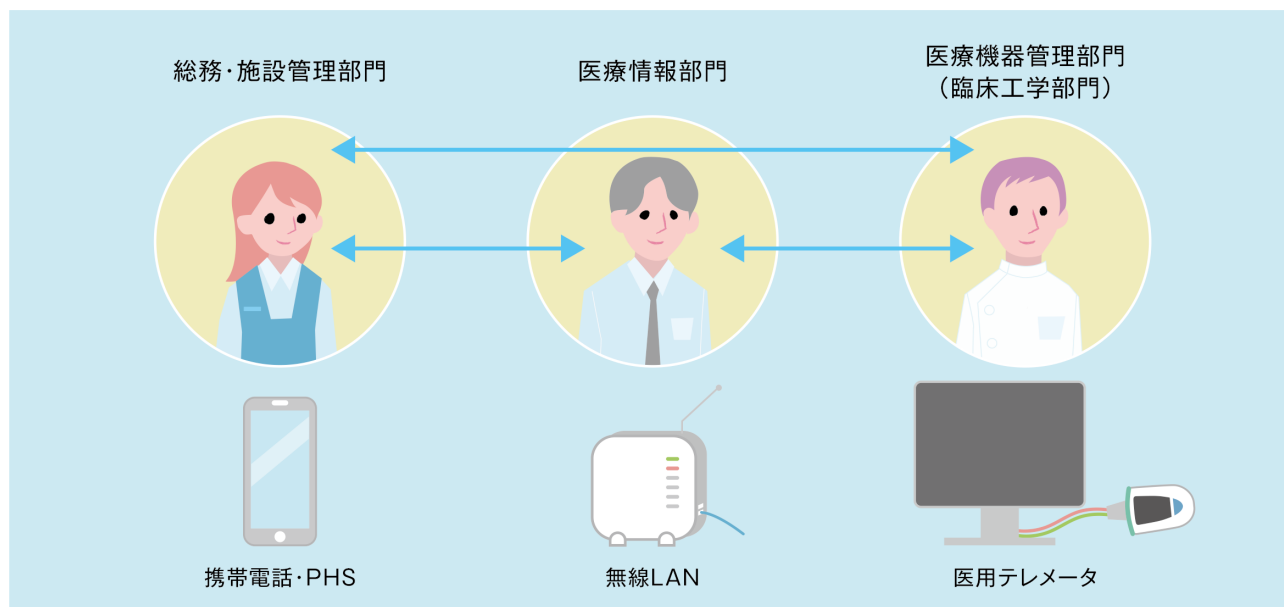 総務・施設管理部門
医療情報部門
医療機器管理部門
（臨床工学部門）
携帯電話・PHS
無線LAN
医用テレメータ